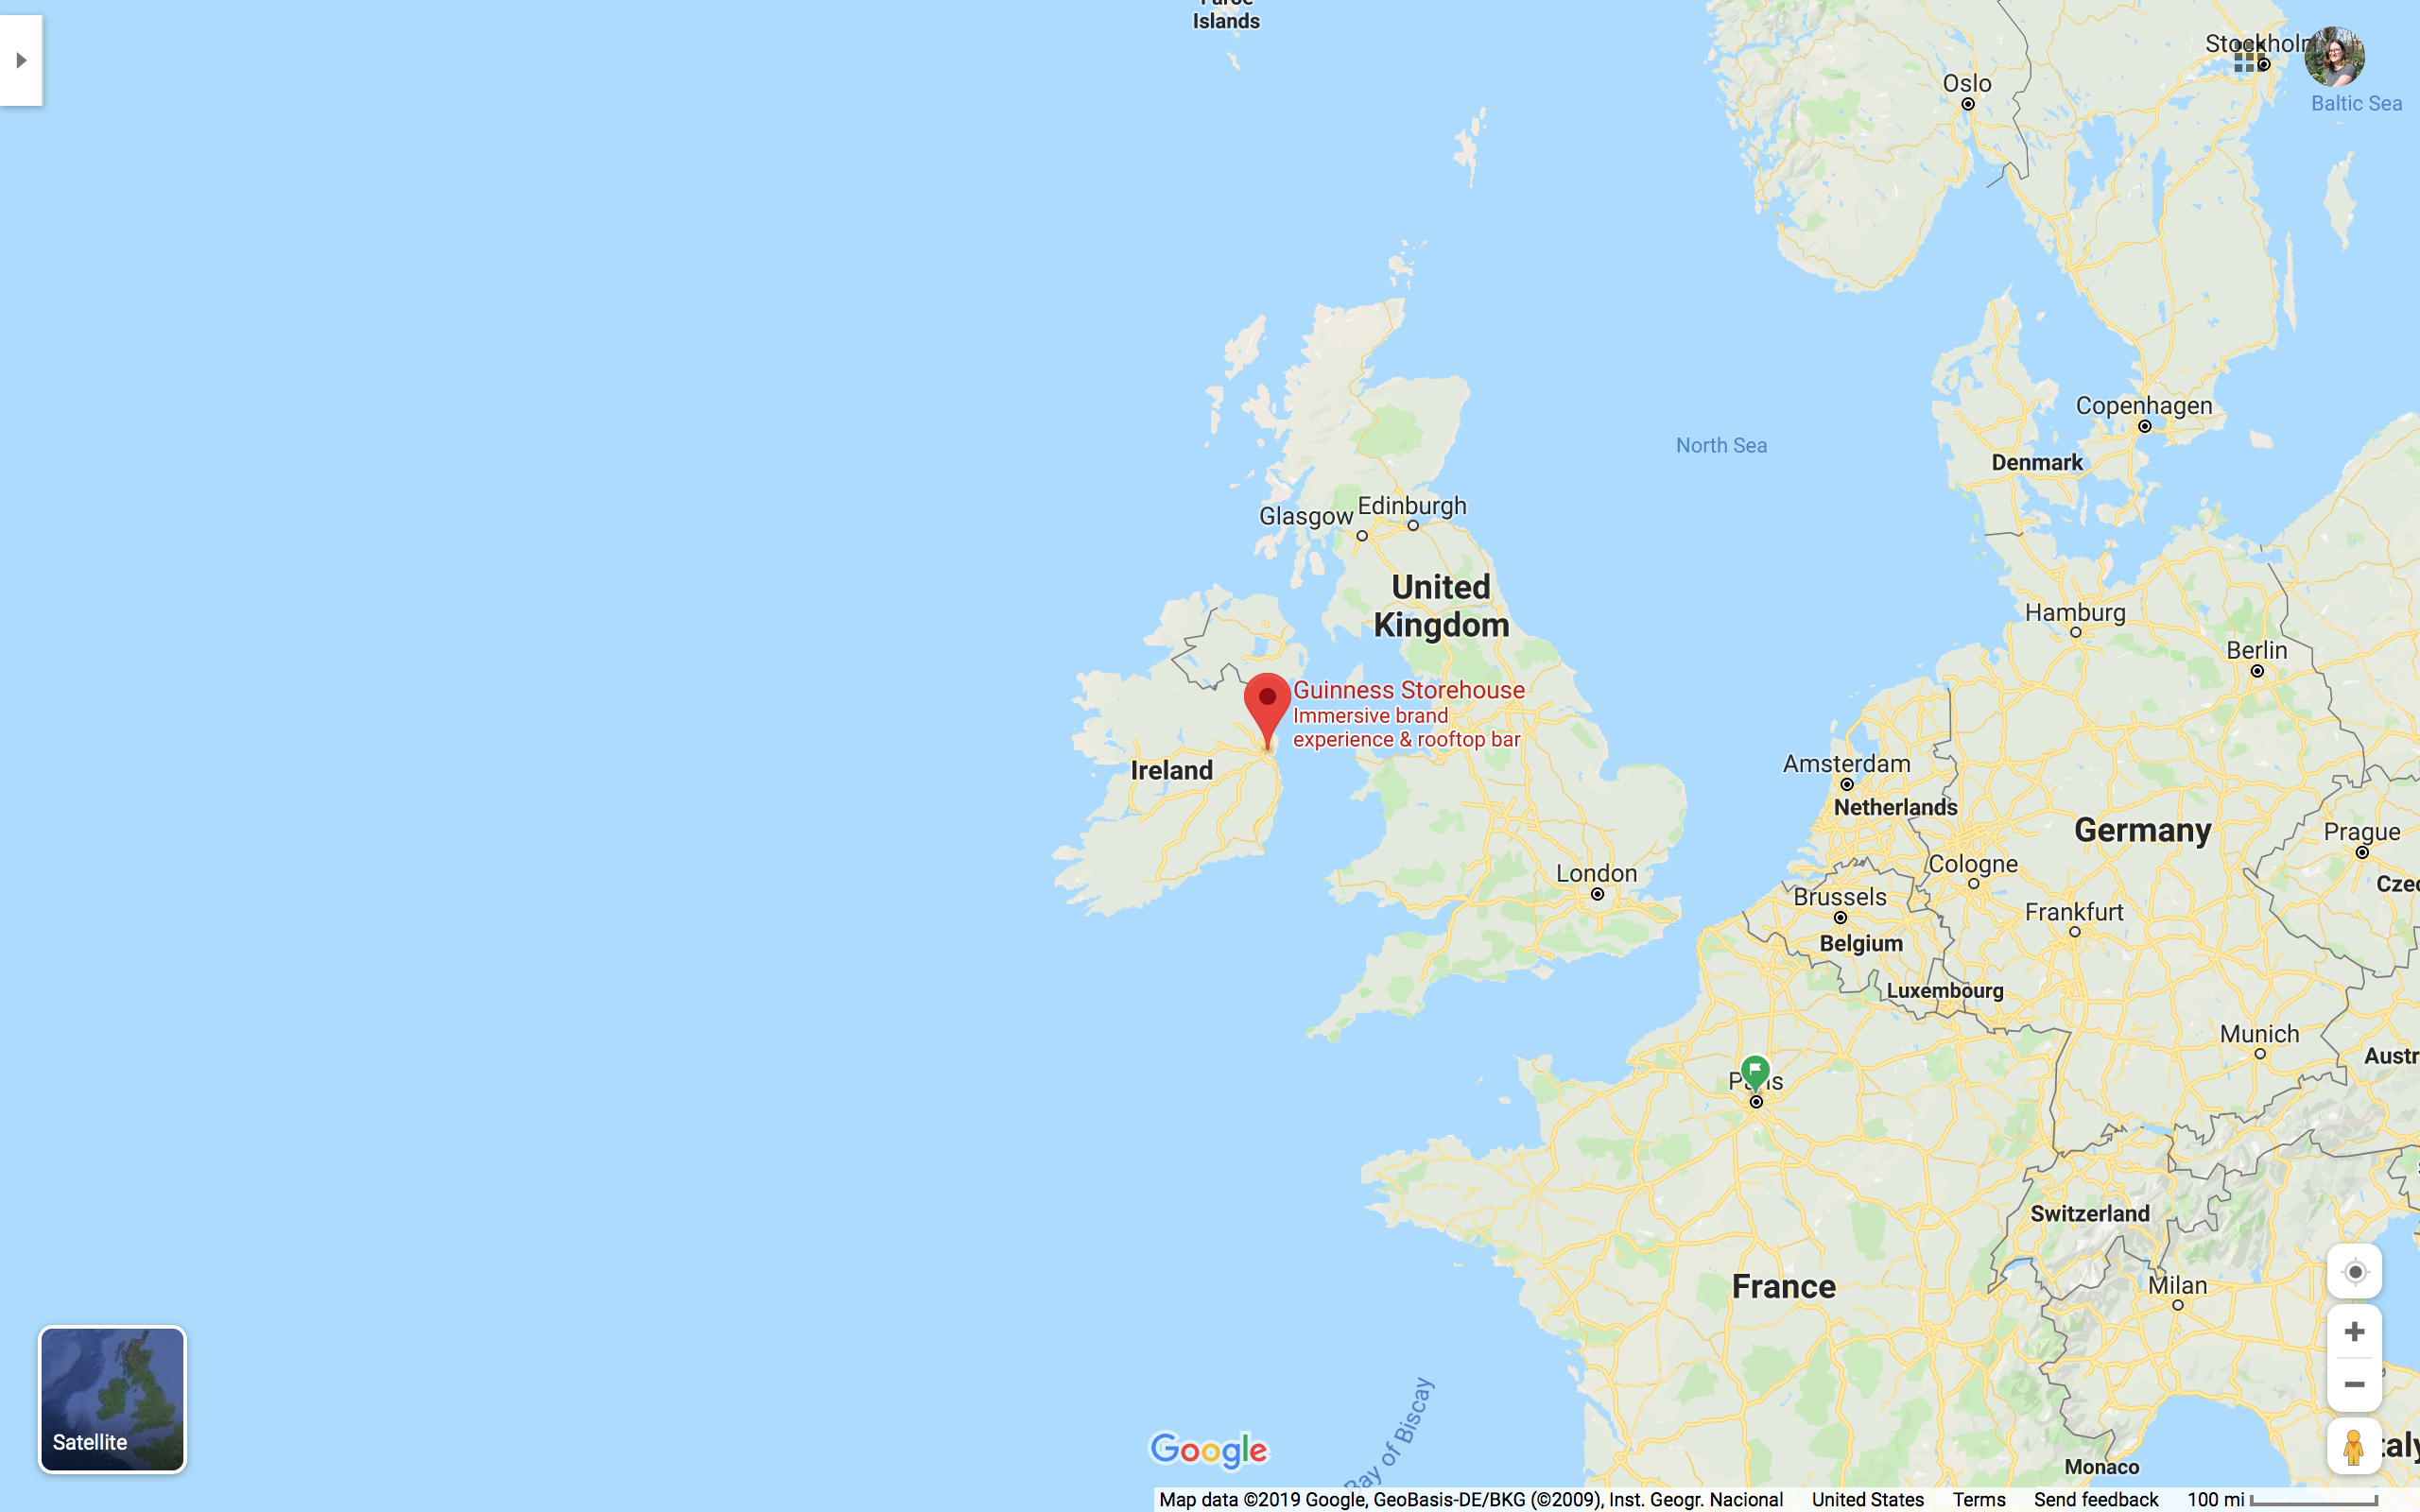 Faroe
Islands
Stockholm
Oslo
Baltic Sea
Copenhagen
North Sea
Denmark
Edinburgh
Glasgow
United
Kingdom
Hamburg
Berlin
Guinness Storehouse
Immersive brand
experience & rooftop bar
Ireland
Amsterdam
Netherlands
Germany
Prague
Cologne
London
Czec
Brussels
Frankfurt
Belgium
Luxembourg
Munich
Austr
Paris
Switzerland
France
Milan
Bay of Biscay
Satellite
Google
Italy
Monaco
Map data ©2019 Google, GeoBasis-DE/BKG (©2009), Inst. Geogr. Nacional United States Terms Send feedback 100 mi